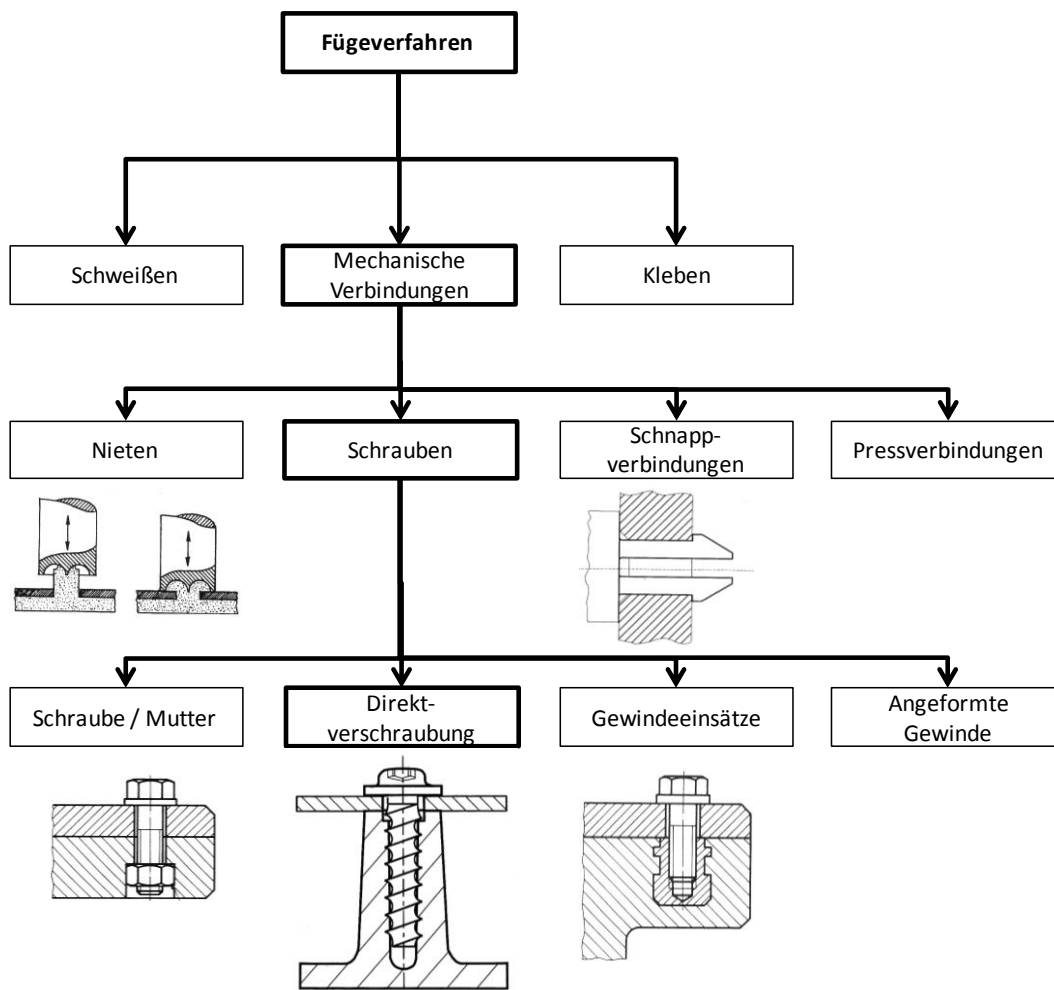 Fügeverfahren
Schweißen
Mechanische
Verbindungen
Kleben
Nieten
Schrauben
Schnapp-
verbindungen
Pressverbindungen
Schraube / Mutter
Direkt-
verschraubung
Gewindeeinsätze
Angeformte
Gewinde